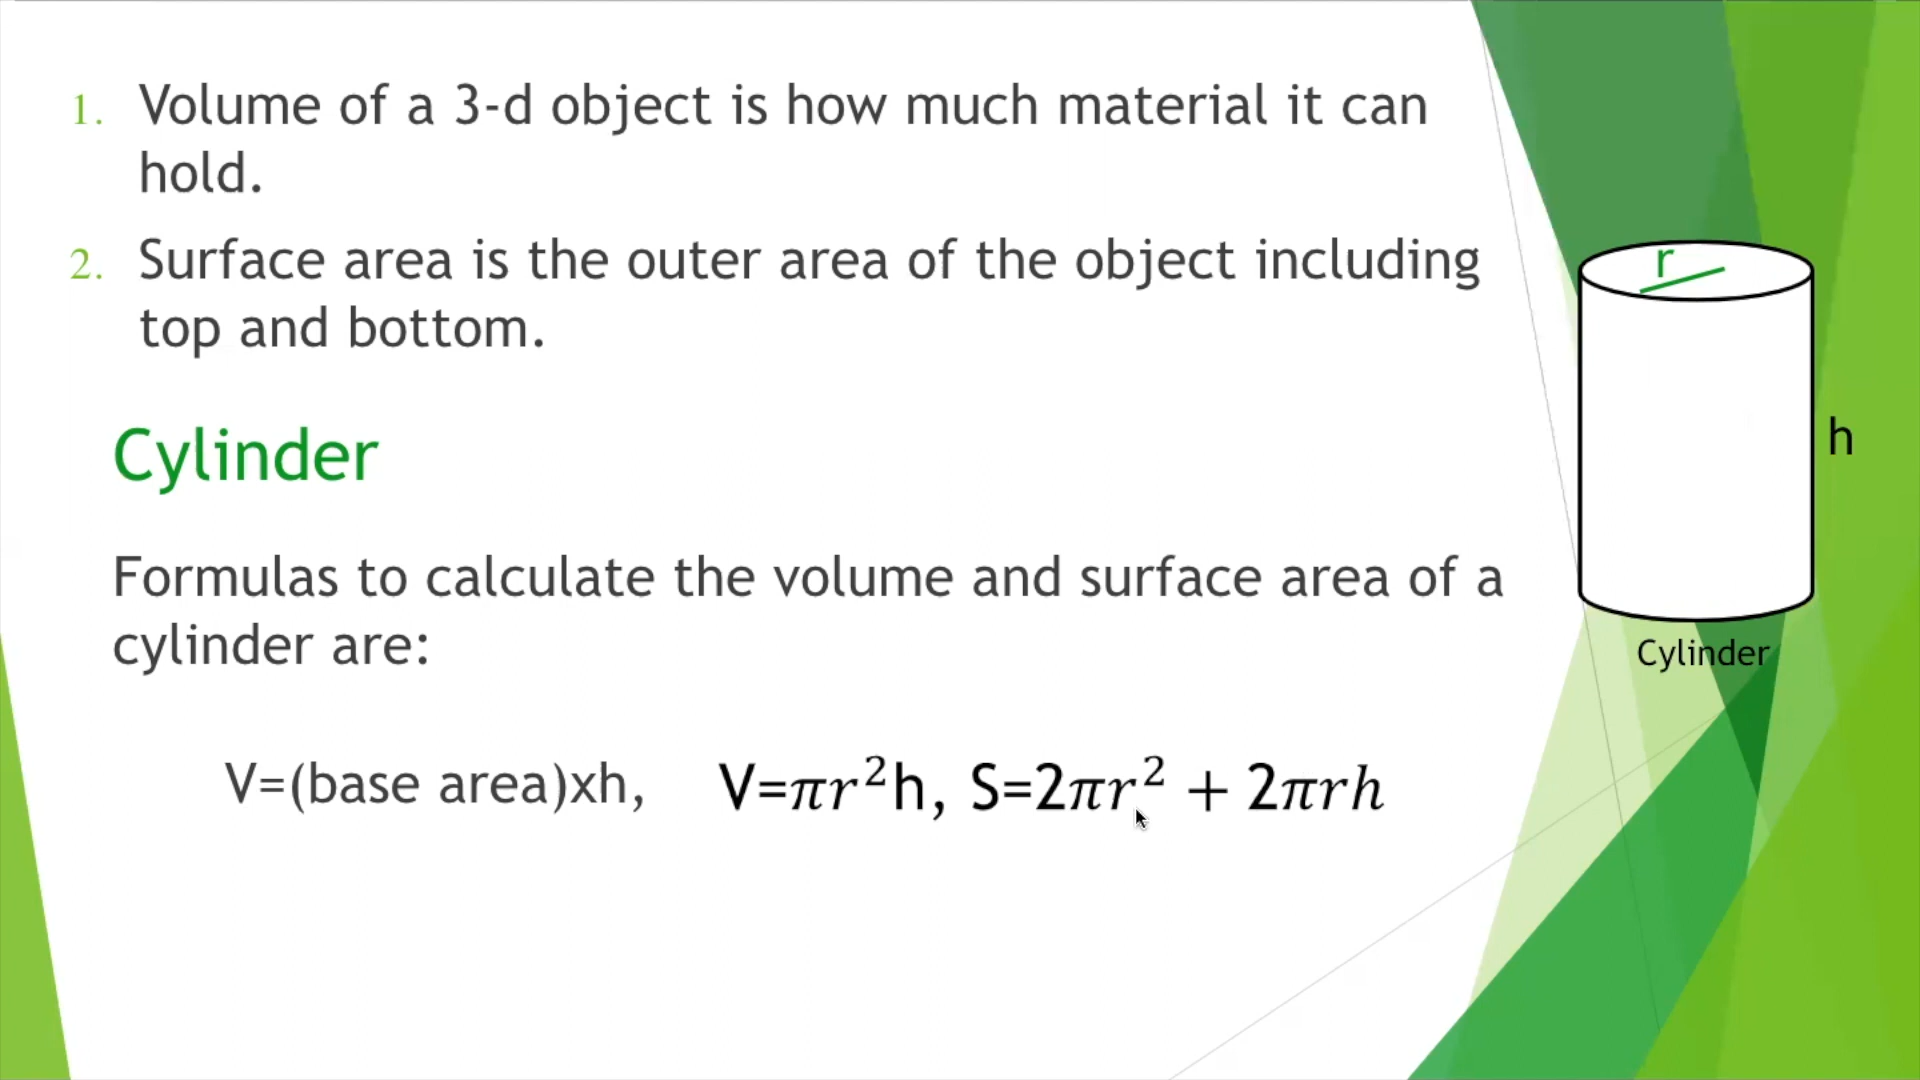 1. Volume of a 3-d object is how much material it can
hold.
2. Surface area is the outer area of the object including
top and bottom.
r
h
Cylinder
Cylinder
Formulas to calculate the volume and surface area of a
cylinder are:
V=(base area)xh, V=𝜋𝑟²h, S=2𝜋𝑟² + 2𝜋𝑟ℎ